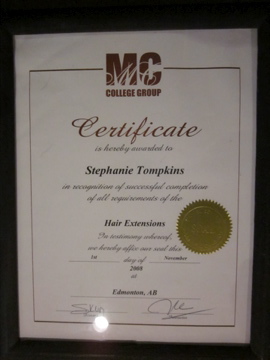 MC
COLLEGE GROUP
Certificate
is hereby awarded to
Stephanie Tompkins
in recognition of successful completion
of all requirements of the
Hair Extensions
In testimony whereof,
we hereby affix our seal this
1st day of November
2008
at
Edmonton, AB